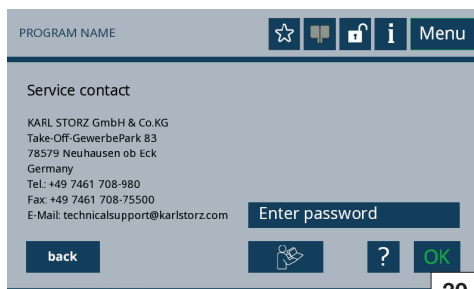 PROGRAM NAME
i
Menu
Service contact
KARL STORZ GmbH & Co.KG
Take-Off-GewerbePark 83
78579 Neuhausen ob Eck
Germany
Tel.: +49 7461 708-980
Fax: +49 7461 708-75500
E-Mail: technicalsupport@karlstorz.com
Enter password
back
?
OK